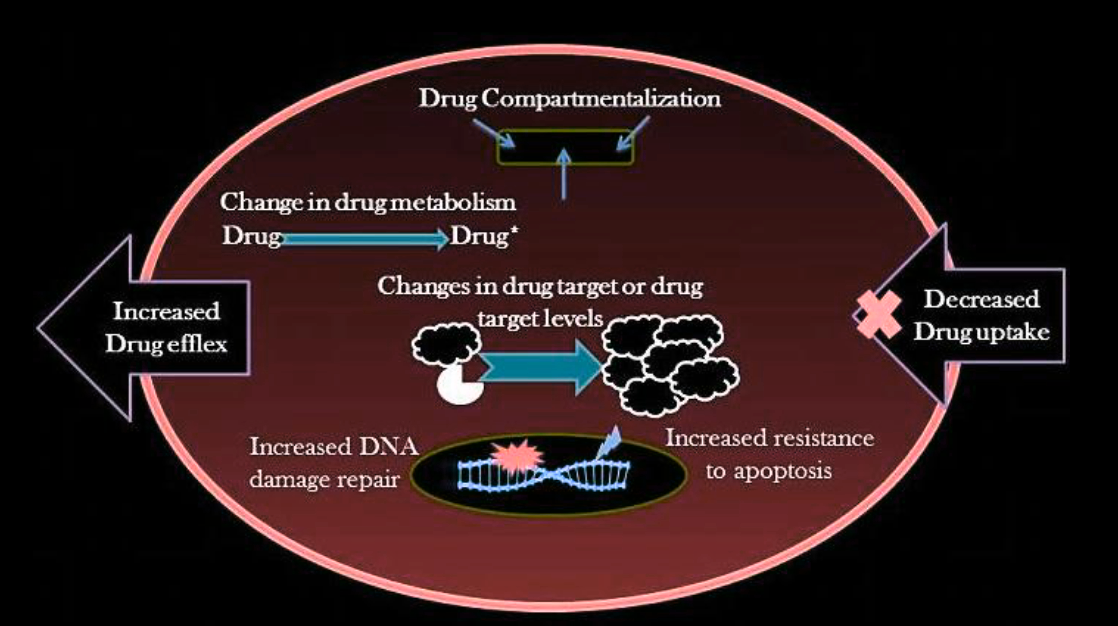 Drug Compartmentalization
Change in drug metabolism
Drug Drug*
Changes in drug target or drug
target levels
Increased
Drug efflex
Decreased
Drug uptake
Increased DNA
damage repair
Increased resistance
to apoptosis